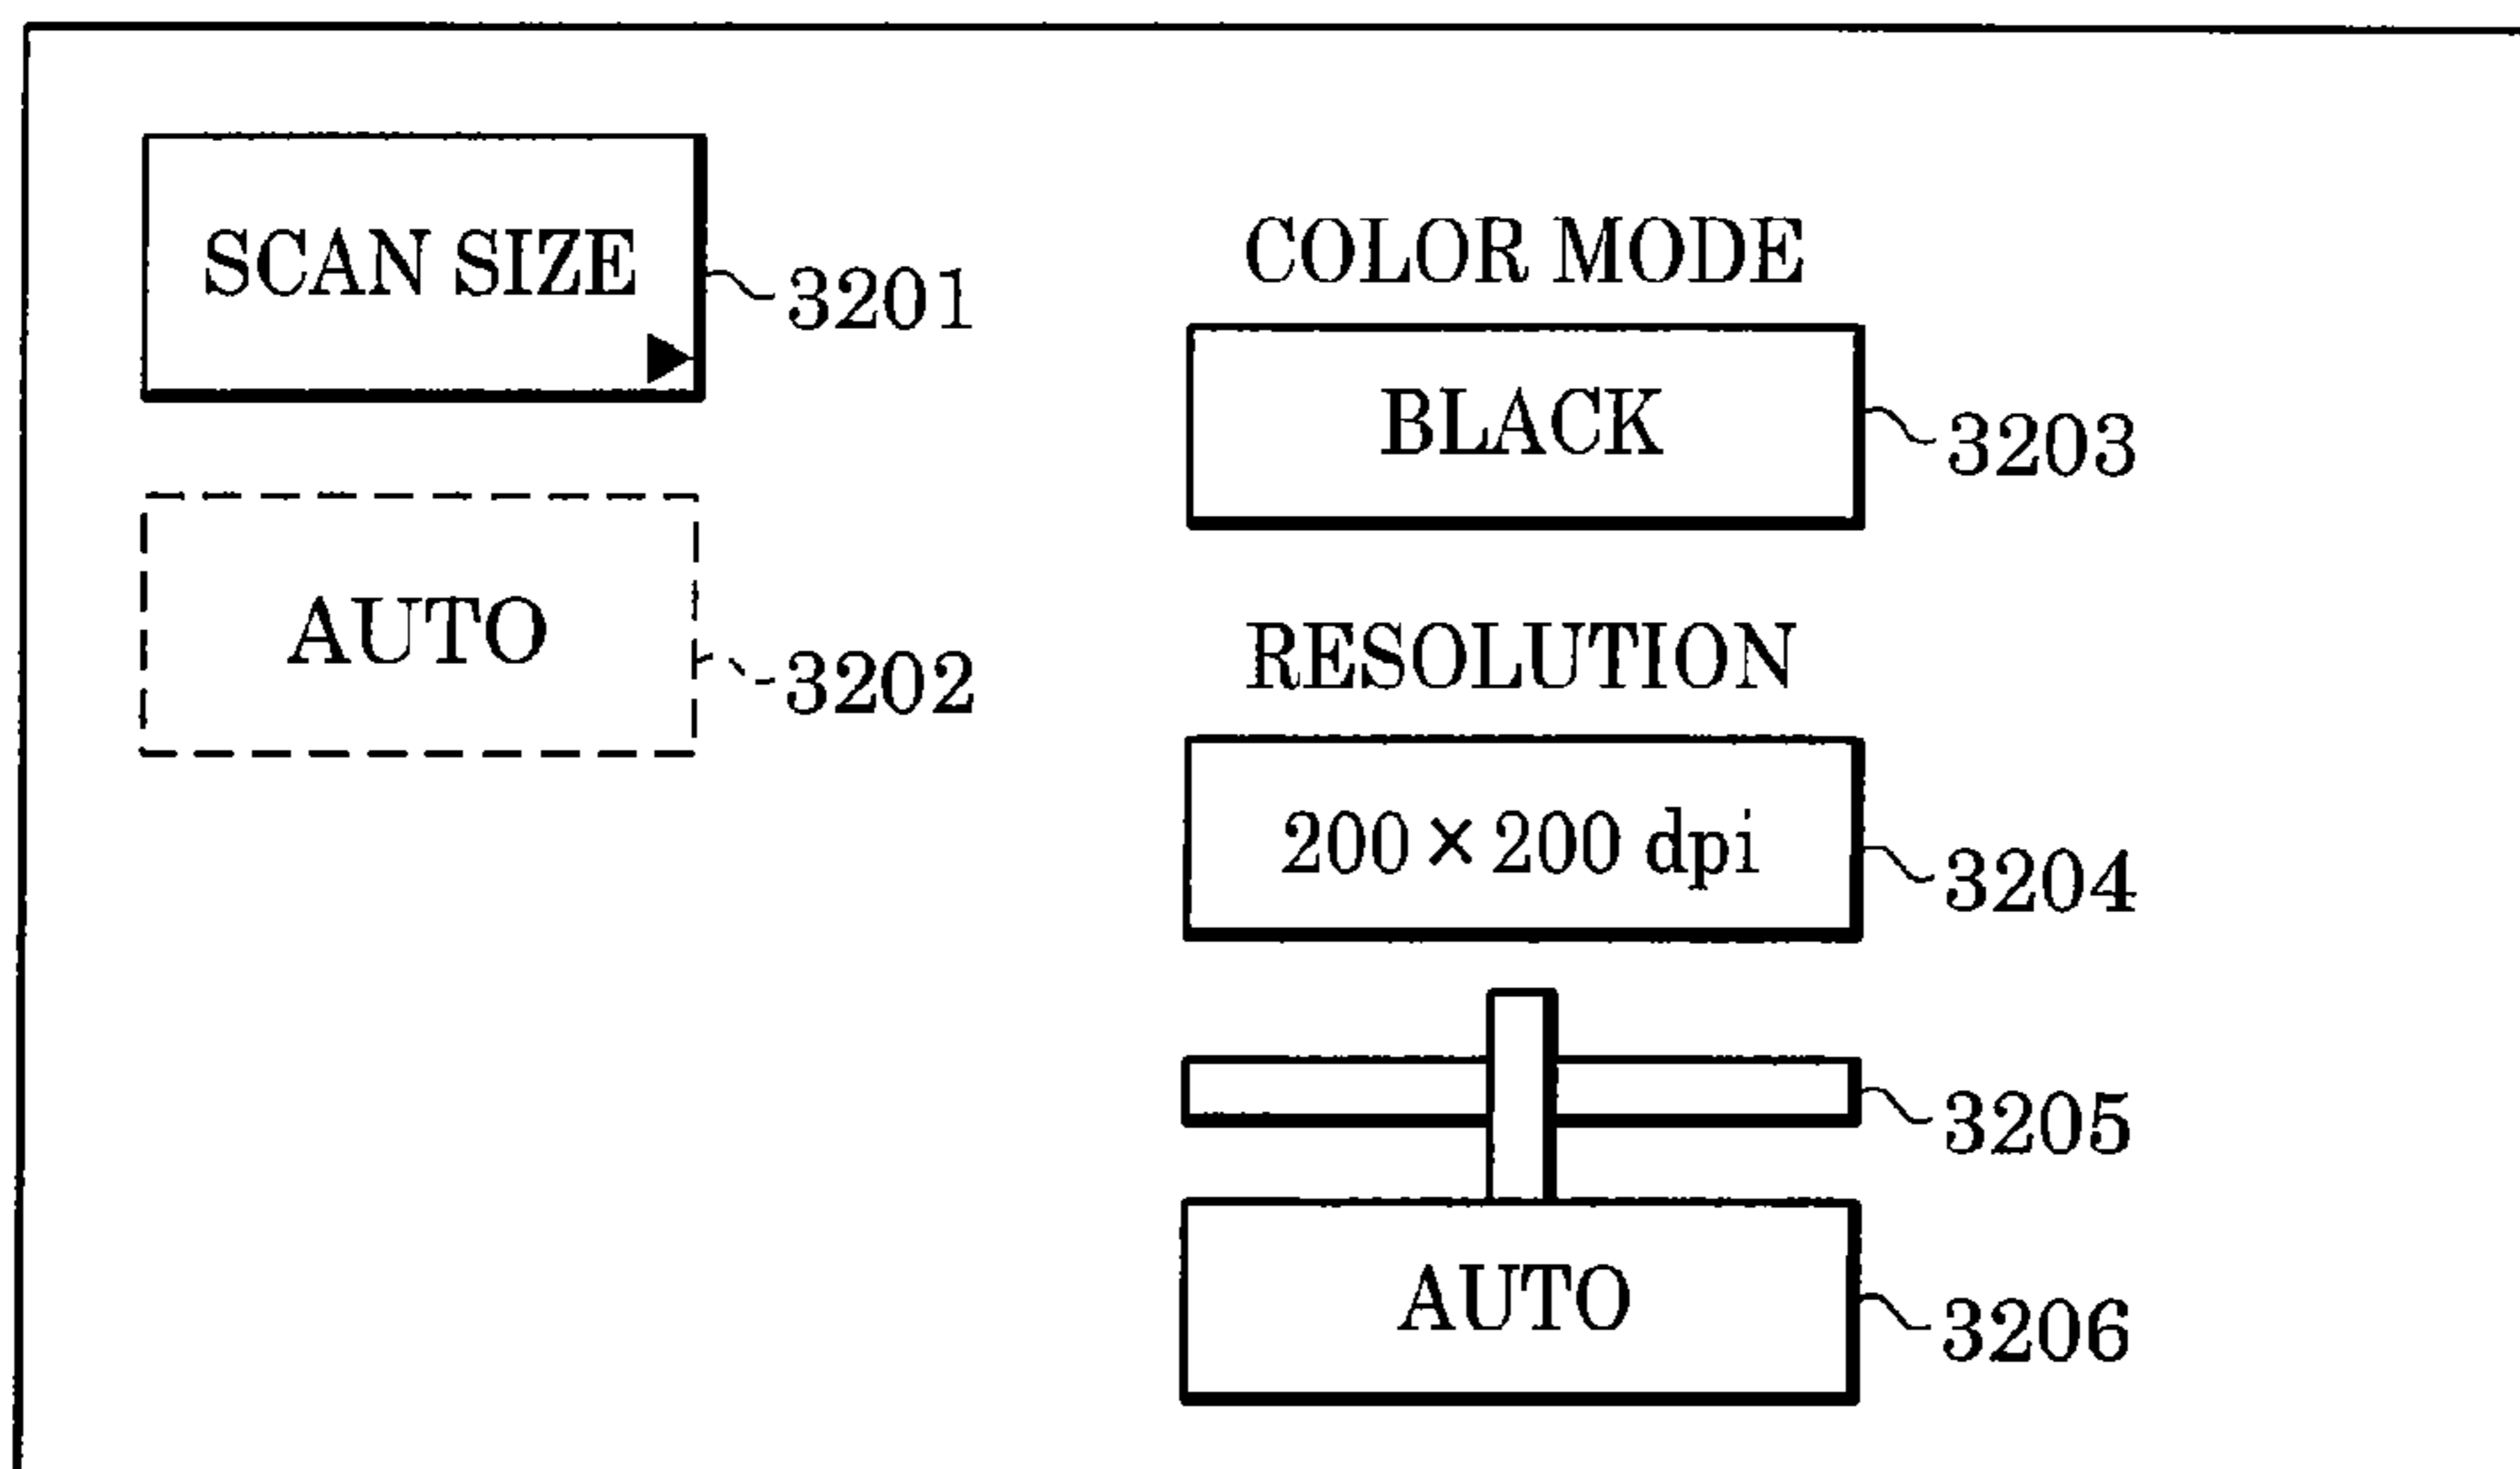 SCAN SIZE
3201
AUTO
3202
COLOR MODE
BLACK
3203
RESOLUTION
200 × 200 dpi
3204
3205
AUTO
3206